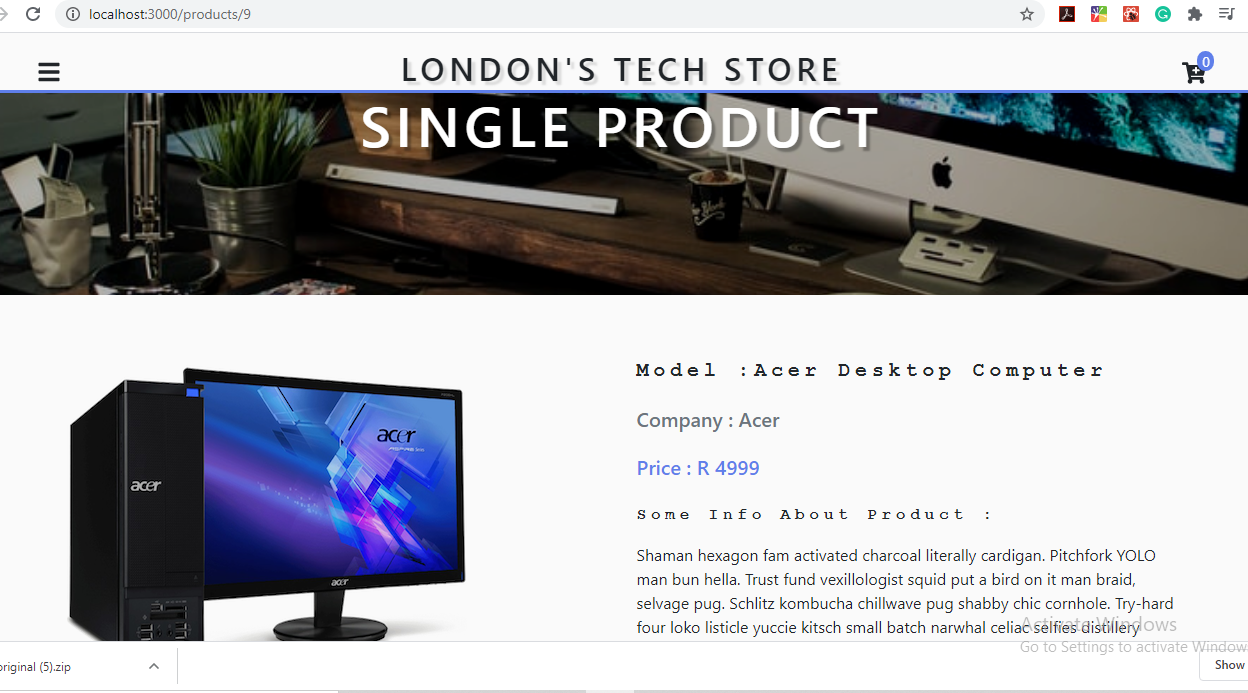 localhost:3000/products/9
LONDON'S TECH STORE
0
SINGLE PRODUCT
New York
Model :Acer Desktop Computer
Company : Acer
Price : R 4999
Some Info About Product :
Shaman hexagon fam activated charcoal literally cardigan. Pitchfork YOLO
man bun hella. Trust fund vexillologist squid put a bird on it man braid,
selvage pug. Schlitz kombucha chillwave pug shabby chic cornhole. Try-hard
four loko listicle yuccie kitsch small batch narwhal celiac selfies distillery
acer
acer
acer
Activate Windows
Go to Settings to activate Window
original (5).zip
Show